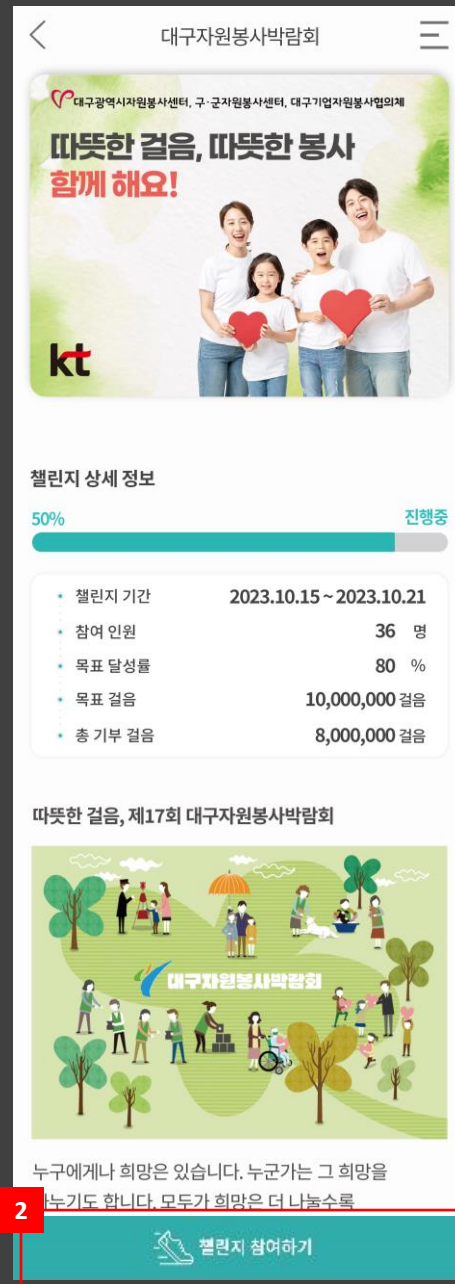 대구자원봉사박람회
대구광역시자원봉사센터, 구·군자원봉사센터, 대구기업자원봉사협의체
따뜻한 걸음, 따뜻한 봉사
함께 해요!
kt
챌린지 상세 정보
50% 진행중
챌린지 기간 2023.10.15 ~ 2023.10.21
참여 인원 36 명
목표 달성률 80 %
목표 걸음 10,000,000 걸음
총 기부 걸음 8,000,000 걸음
따뜻한 걸음, 제17회 대구자원봉사박람회
대구자원봉사박람회
누구에게나 희망은 있습니다. 누군가는 그 희망을
나누기도 합니다. 모두가 희망은 더 나눌수록
2
챌린지 참여하기